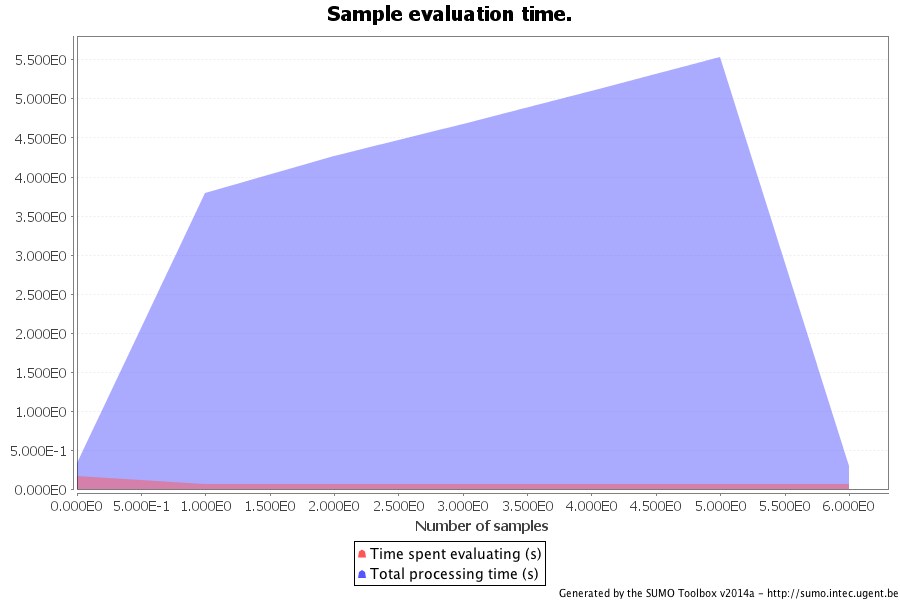 Sample evaluation time.
5.500E0
5.000E0
4.500E0
4.000E0
3.500E0
3.000E0
2.500E0
2.000E0
1.500E0
1.000E0
5.000E-1
0.000E0
0.000E0 5.000E-1 1.000E0 1.500E0 2.000E0 2.500E0 3.000E0 3.500E0 4.000E0 4.500E0 5.000E0 5.500E0 6.000E0
Number of samples
Time spent evaluating (s)
Total processing time (s)
Generated by the SUMO Toolbox v2014a - http://sumo.intec.ugent.be